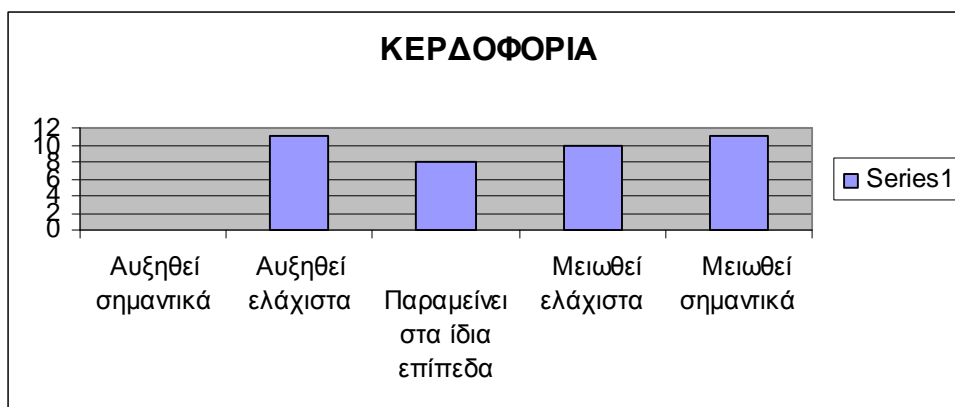 ΚΕΡΔΟΦΟΡΙΑ
12
10
8
6
4
2
0
Series1
Αυξηθεί
σημαντικά
Αυξηθεί
ελάχιστα
Παραμείνει
στα ίδια
επίπεδα
Μειωθεί
ελάχιστα
Μειωθεί
σημαντικά